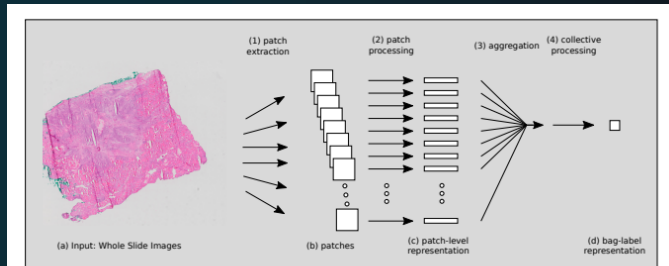 (1) patch
extraction
(2) patch
processing
(3) aggregation
(4) collective
processing
(a) Input: Whole Slide Images
(b) patches
(c) patch-level
representation
(d) bag-label
representation